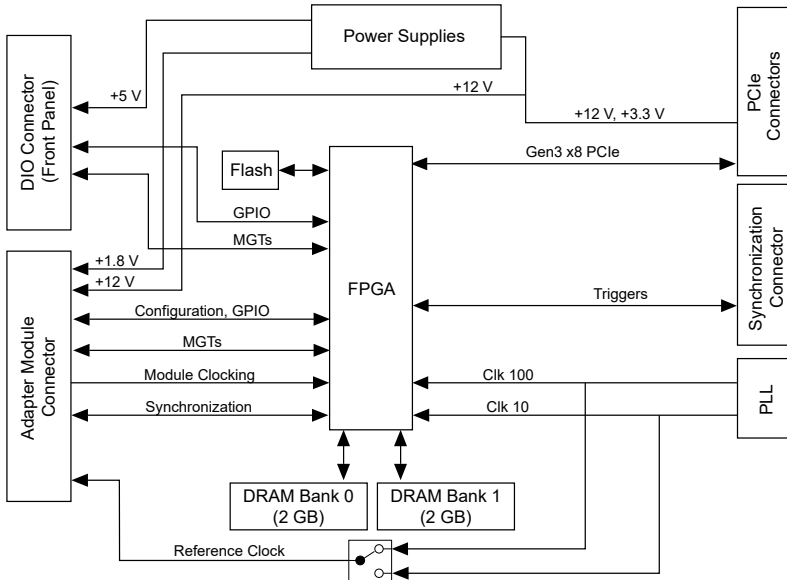 Power Supplies
DIO Connector
(Front Panel)
PCIe
Connectors
+5 V
+12 V
+12 V, +3.3 V
Gen3 x8 PCIe
Flash
GPIO
MGTs
FPGA
Synchronization
Connector
+1.8 V
+12 V
Triggers
Adapter Module
Connector
Configuration, GPIO
MGTs
Module Clocking
Clk 100
Synchronization
Clk 10
PLL
DRAM Bank 0
(2 GB)
DRAM Bank 1
(2 GB)
Reference Clock